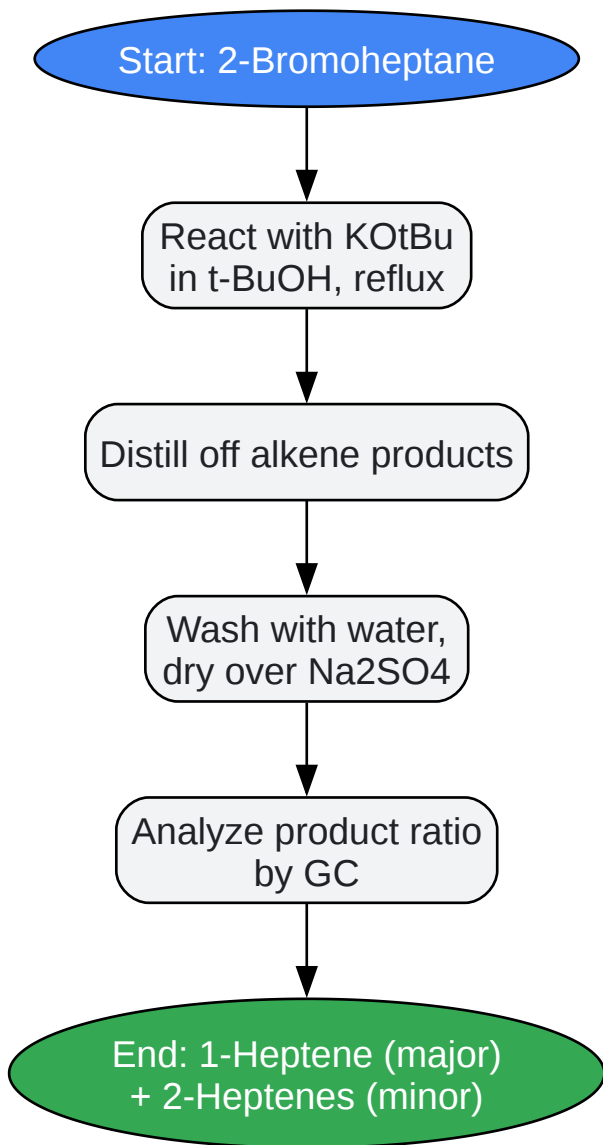 Start: 2-Bromoheptane
React with KOtBu
in t-BuOH, reflux
Distill off alkene products
Wash with water,
dry over Na2SO4
Analyze product ratio
by GC
End: 1-Heptene (major)
+ 2-Heptenes (minor)